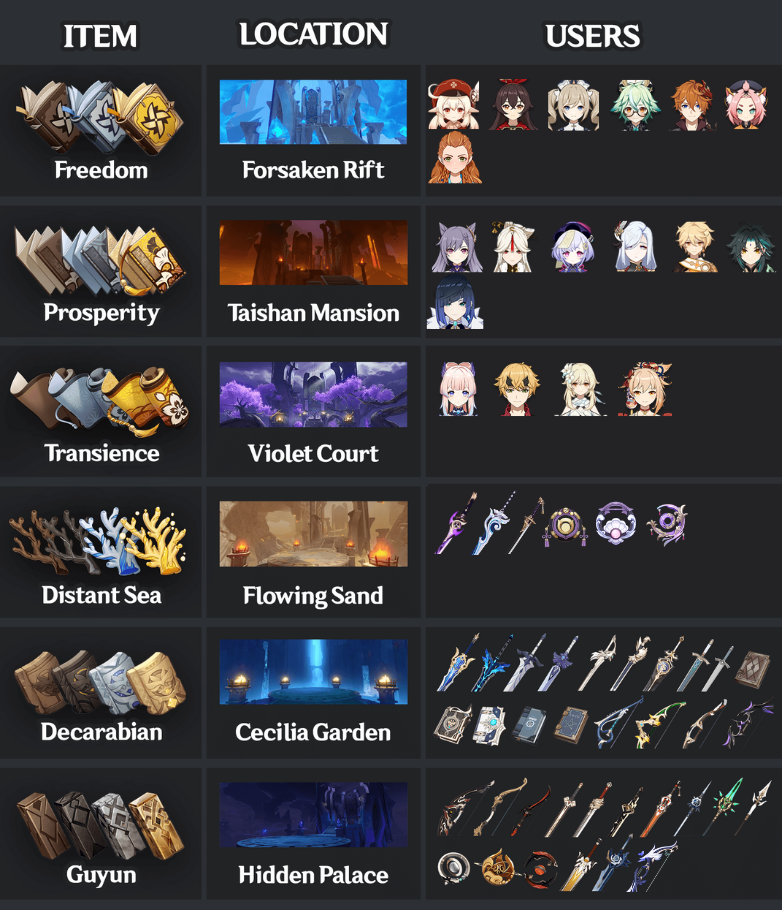 ITEM
LOCATION
USERS
Freedom
Forsaken Rift
Prosperity
Taishan Mansion
Transience
Violet Court
Distant Sea
Flowing Sand
Decarabian
Cecilia Garden
Guyun
Hidden Palace